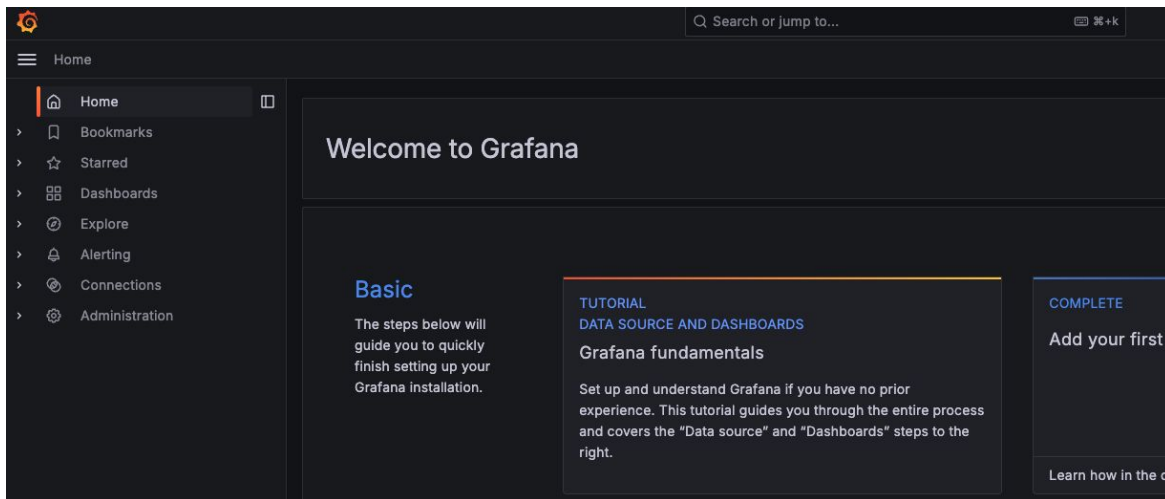 Search or jump to...
⌘+k
Home
Home
Bookmarks
Starred
Dashboards
Explore
Alerting
Connections
Administration
Welcome to Grafana
Basic
The steps below will
guide you to quickly
finish setting up your
Grafana installation.
TUTORIAL
DATA SOURCE AND DASHBOARDS
Grafana fundamentals
Set up and understand Grafana if you have no prior
experience. This tutorial guides you through the entire process
and covers the “Data source” and “Dashboards” steps to the
right.
COMPLETE
Add your first
Learn how in the